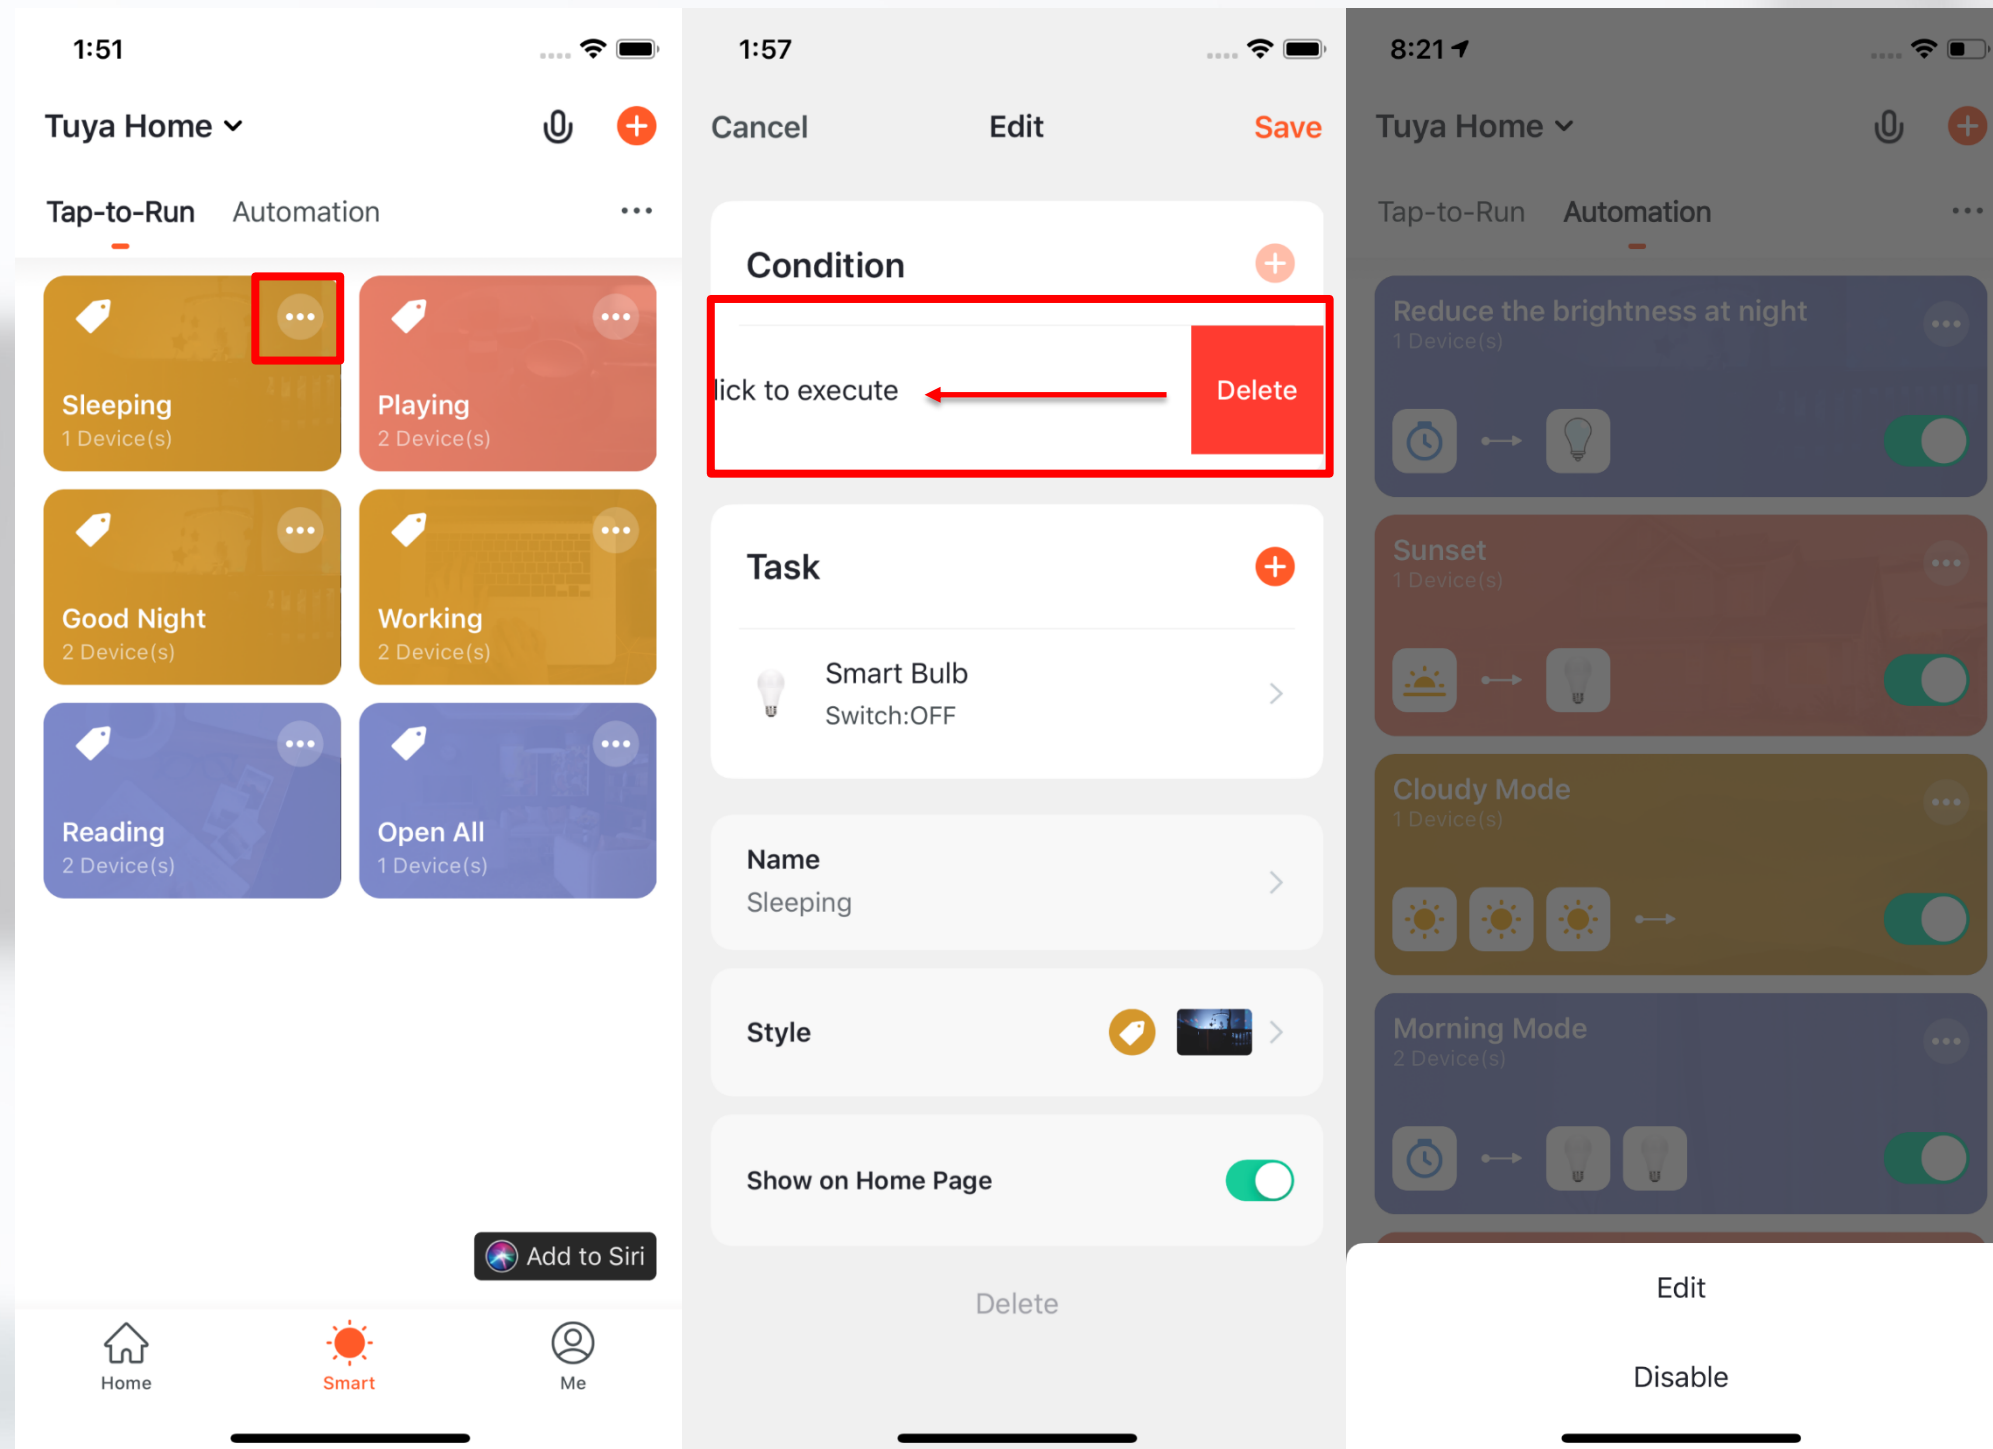 1:51
Tuya Home
Tap-to-Run Automation
Sleeping
1 Device(s)
Playing
2 Device(s)
Good Night
2 Device(s)
Working
2 Device(s)
Reading
2 Device(s)
Open All
1 Device(s)
Add to Siri
Home
Smart
Me
1:57
Cancel Edit Save
Condition
lick to execute
Delete
Task
Smart Bulb
Switch:OFF
Name
Sleeping
Style
Show on Home Page
Delete
8:21
Tuya Home
Tap-to-Run Automation
Reduce the brightness at night
1 Device(s)
Sunset
1 Device(s)
Cloudy Mode
1 Device(s)
Morning Mode
2 Device(s)
Edit
Disable